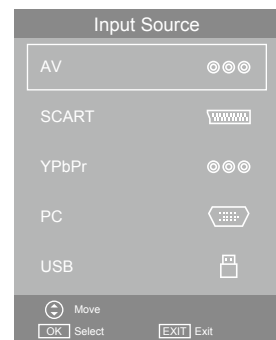 Input Source
AV
SCART
YPbPr
PC
USB
Move
OK Select EXIT Exit